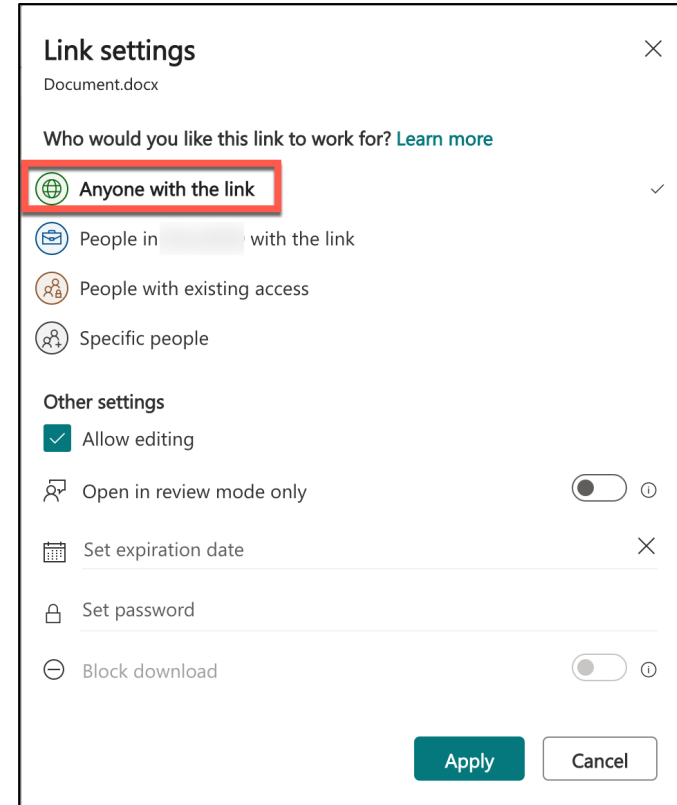 Link settings
Document.docx
Who would you like this link to work for? Learn more
Anyone with the link
People in with the link
People with existing access
Specific people
Other settings
Allow editing
Open in review mode only
Set expiration date
Set password
Block download
Apply Cancel